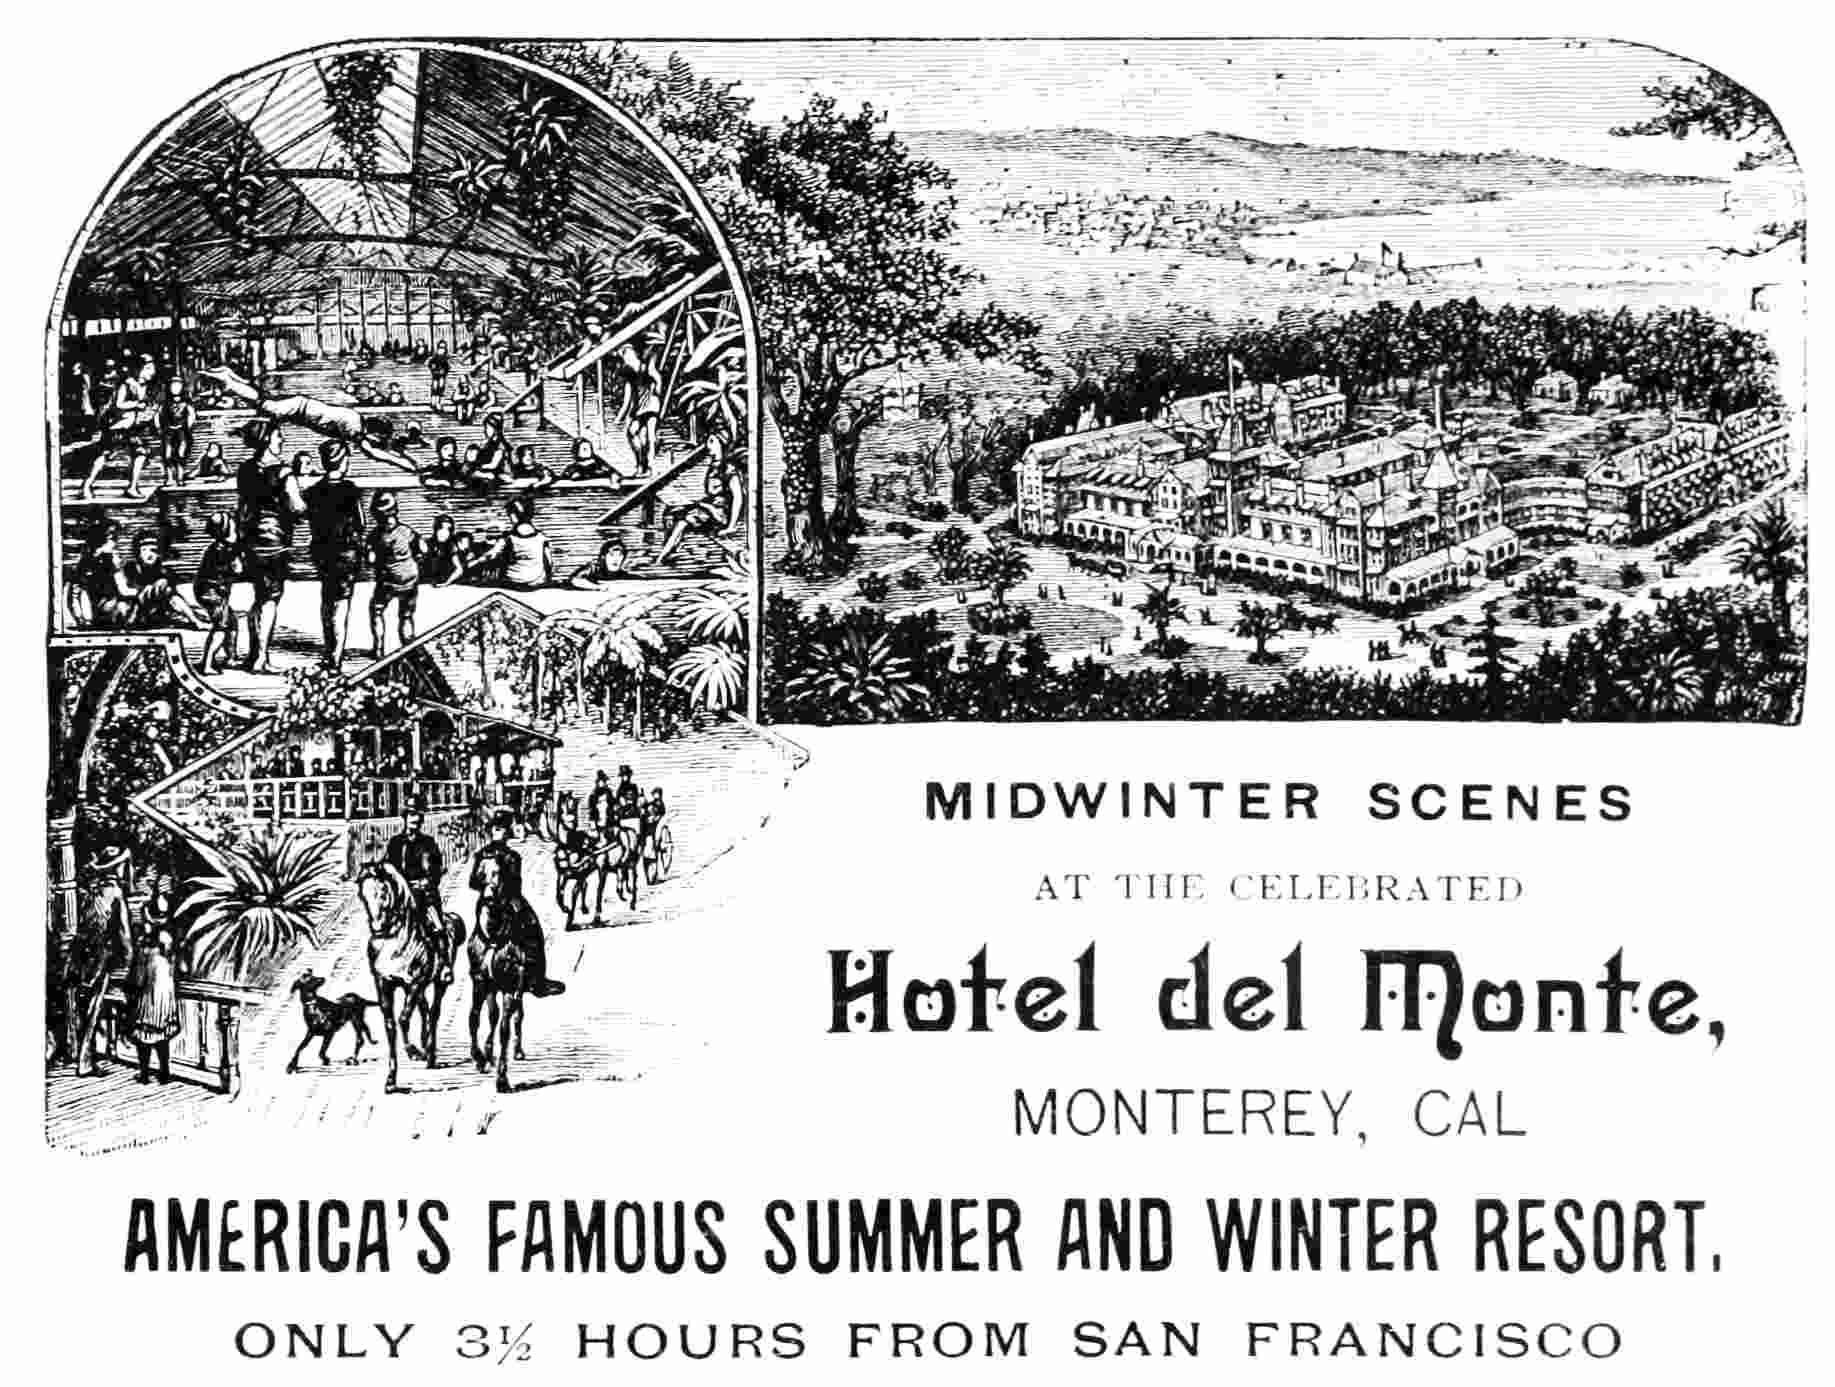 MIDWINTER SCENES
AT THE CELEBRATED
Hotel del Monte,
MONTEREY, CAL
AMERICA'S FAMOUS SUMMER AND WINTER RESORT.
ONLY 3½ HOURS FROM SAN FRANCISCO